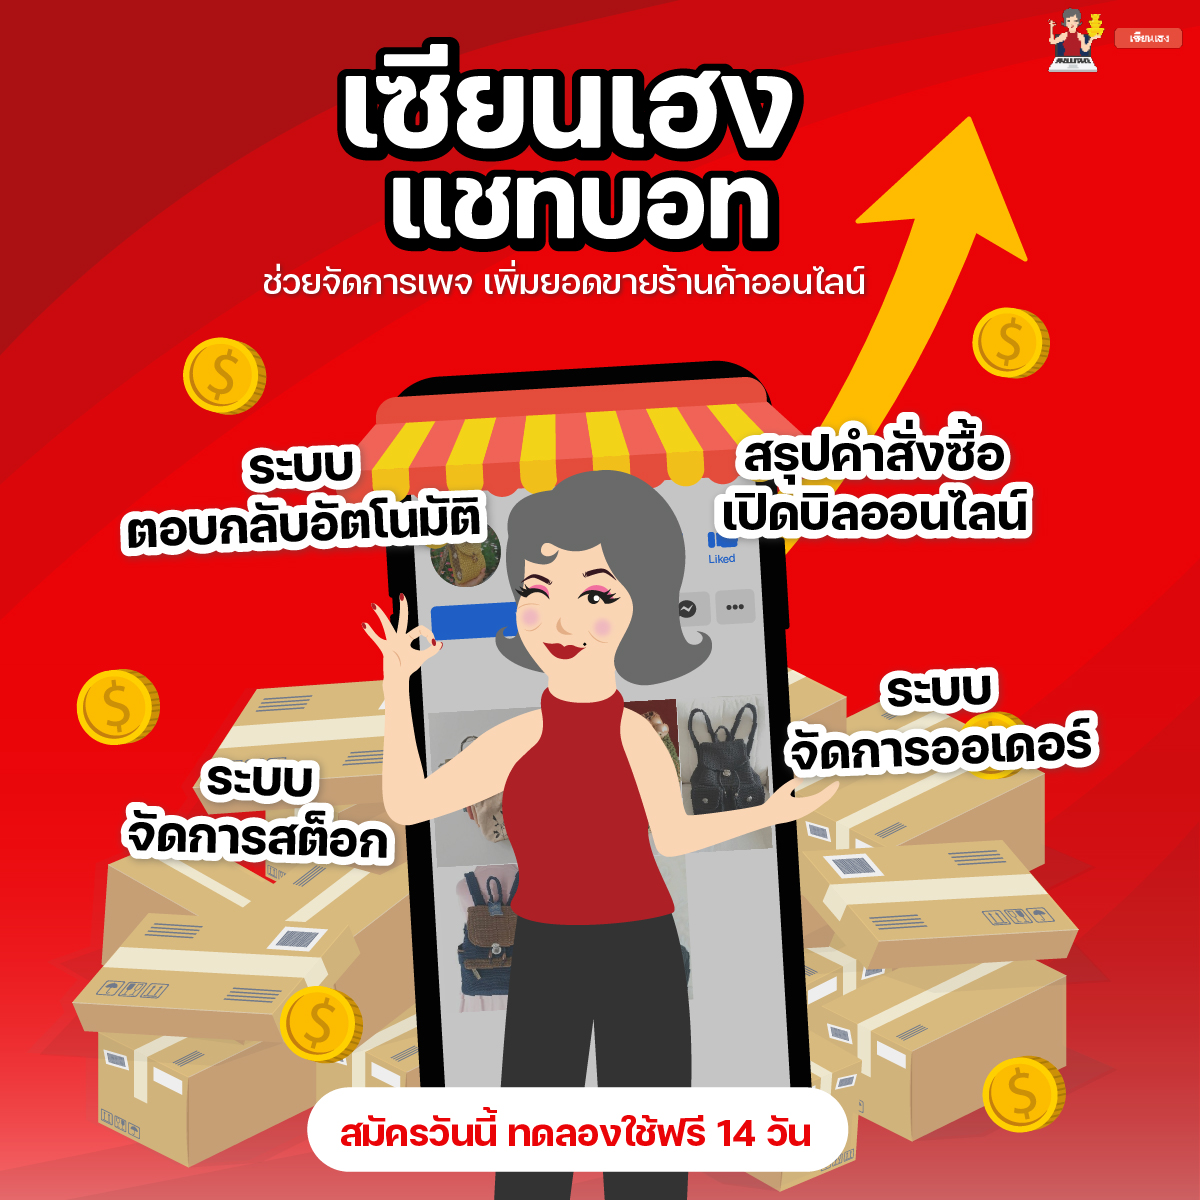 เซียนเฮง
เซียนเฮง
แชทบอท
ช่วยจัดการเพจ เพิ่มยอดขายร้านค้าออนไลน์
ระบบ
ตอบกลับอัตโนมัติ
สรุปคำสั่งซื้อ
เปิดบิลออนไลน์
Liked
ระบบ
จัดการออเดอร์
ระบบ
จัดการสต็อก
สมัครวันนี้ ทดลองใช้ฟรี 14 วัน